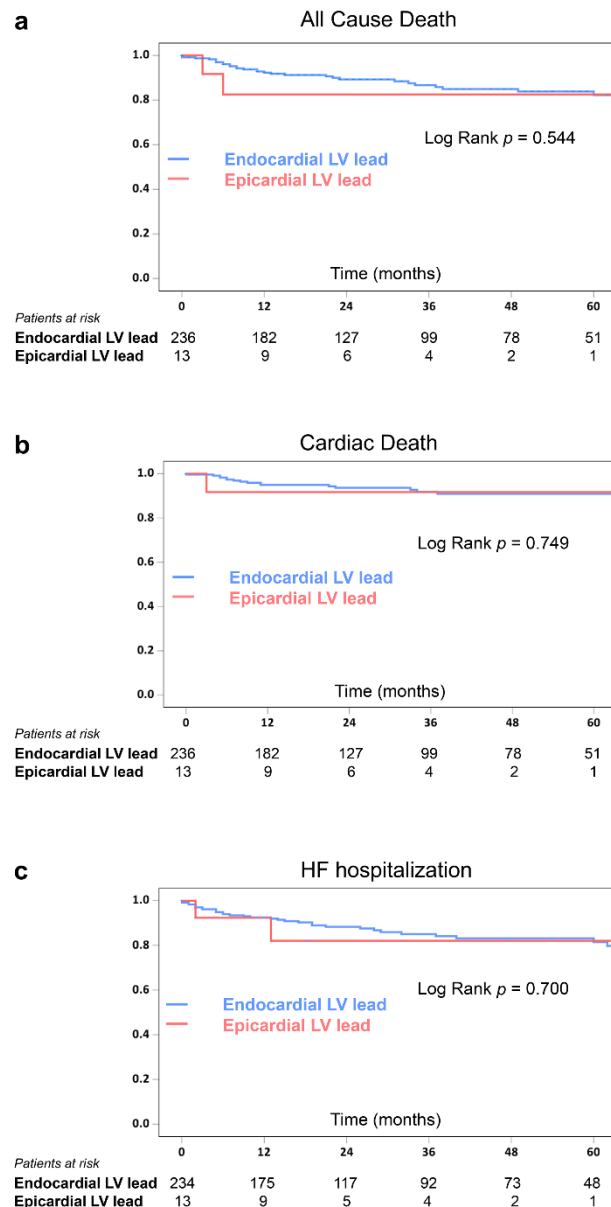 a
All Cause Death
1.0
0.8
Log Rank p = 0.544
0.6
Endocardial LV lead
Epicardial LV lead
0.4
0.2
0.0
Time (months)
0 12 24 36 48 60
Patients at risk
Endocardial LV lead 236 182 127 99 78 51
Epicardial LV lead 13 9 6 4 2 1
b
Cardiac Death
1.0
0.8
Log Rank p = 0.749
0.6
Endocardial LV lead
Epicardial LV lead
0.4
0.2
0.0
Time (months)
0 12 24 36 48 60
Patients at risk
Endocardial LV lead 236 182 127 99 78 51
Epicardial LV lead 13 9 6 4 2 1
c
HF hospitalization
1.0
0.8
Log Rank p = 0.700
0.6
Endocardial LV lead
Epicardial LV lead
0.4
0.2
0.0
Time (months)
0 12 24 36 48 60
Patients at risk
Endocardial LV lead 234 175 117 92 73 48
Epicardial LV lead 13 9 5 4 2 1